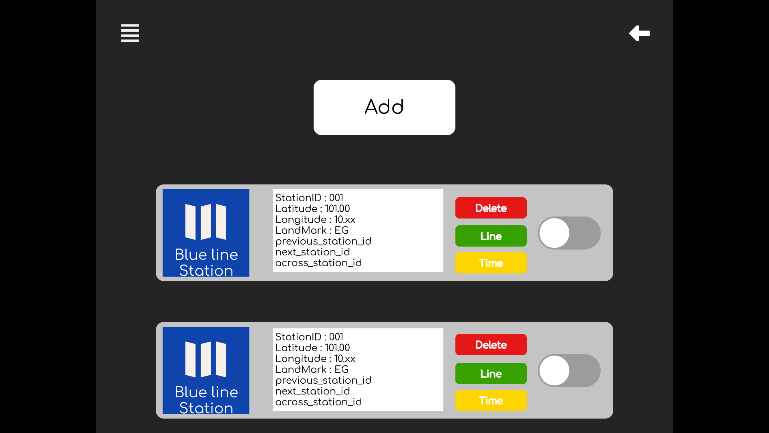 Add
Blue line
Station
StationID : 001
Latitude : 101.00
Longitude : 10.xx
LandMark : EG
previous_station_id
next_station_id
across_station_id
Delete
Line
Time
Blue line
Station
StationID : 001
Latitude : 101.00
Longitude : 10.xx
LandMark : EG
previous_station_id
next_station_id
across_station_id
Delete
Line
Time